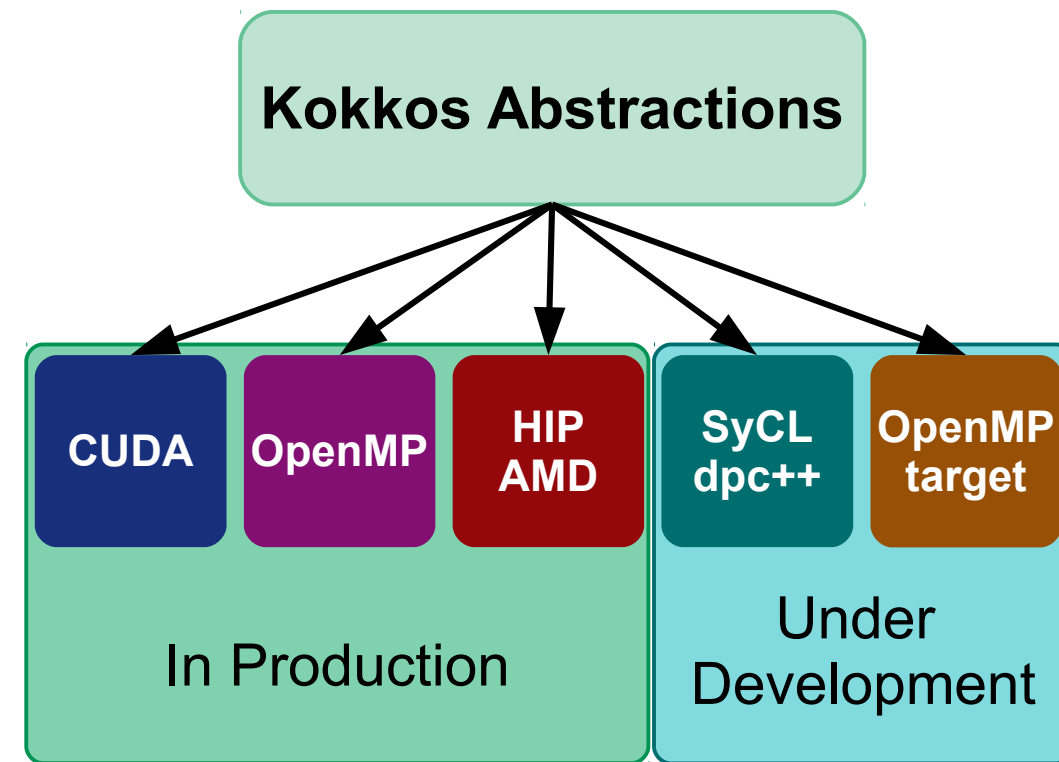 Kokkos Abstractions
CUDA
OpenMP
HIP
AMD
SyCL
dpc++
OpenMP
target
In Production
Under
Development